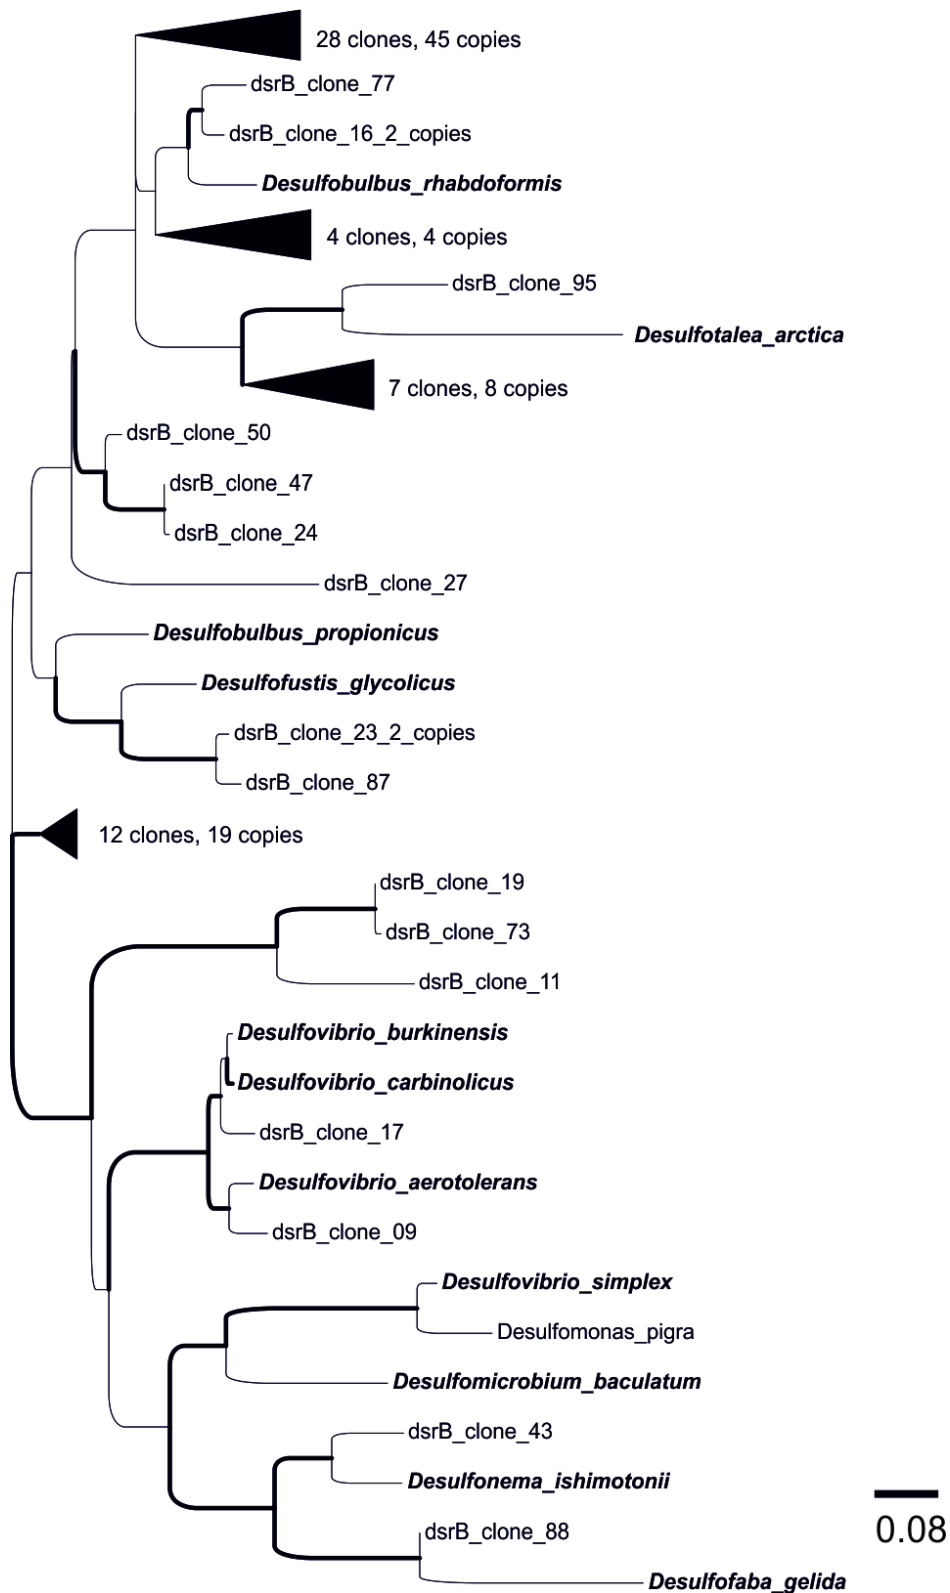 28 clones, 45 copies
dsrB_clone_77
dsrB_clone_16_2_copies
Desulfobulbus_rhabdoformis
4 clones, 4 copies
dsrB_clone_95
Desulfotalea_arctica
7 clones, 8 copies
dsrB_clone_50
dsrB_clone_47
dsrB_clone_24
dsrB_clone_27
Desulfobulbus_propionicus
Desulfofustis_glycolicus
dsrB_clone_23_2_copies
dsrB_clone_87
12 clones, 19 copies
dsrB_clone_19
dsrB_clone_73
dsrB_clone_11
Desulfovibrio_burkinensis
Desulfovibrio_carbinolicus
dsrB_clone_17
Desulfovibrio_aerotolerans
dsrB_clone_09
Desulfovibrio_simplex
Desulfomonas_pigra
Desulfomicrobium_baculatum
dsrB_clone_43
Desulfonema_ishimotonii
dsrB_clone_88
0.08
Desulfofaba_gelida